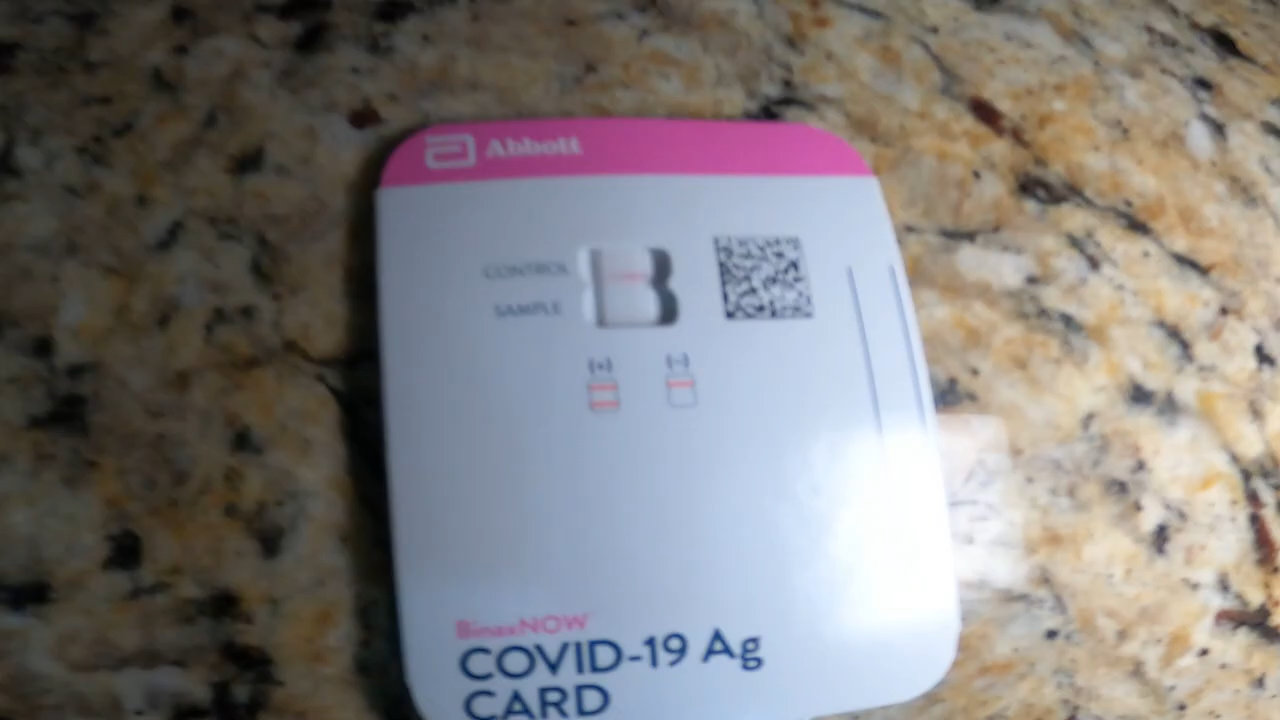 Abbott
CONTROL
SAMPLE
(+) (-)
BinaxNOW
COVID-19 Ag
CARD